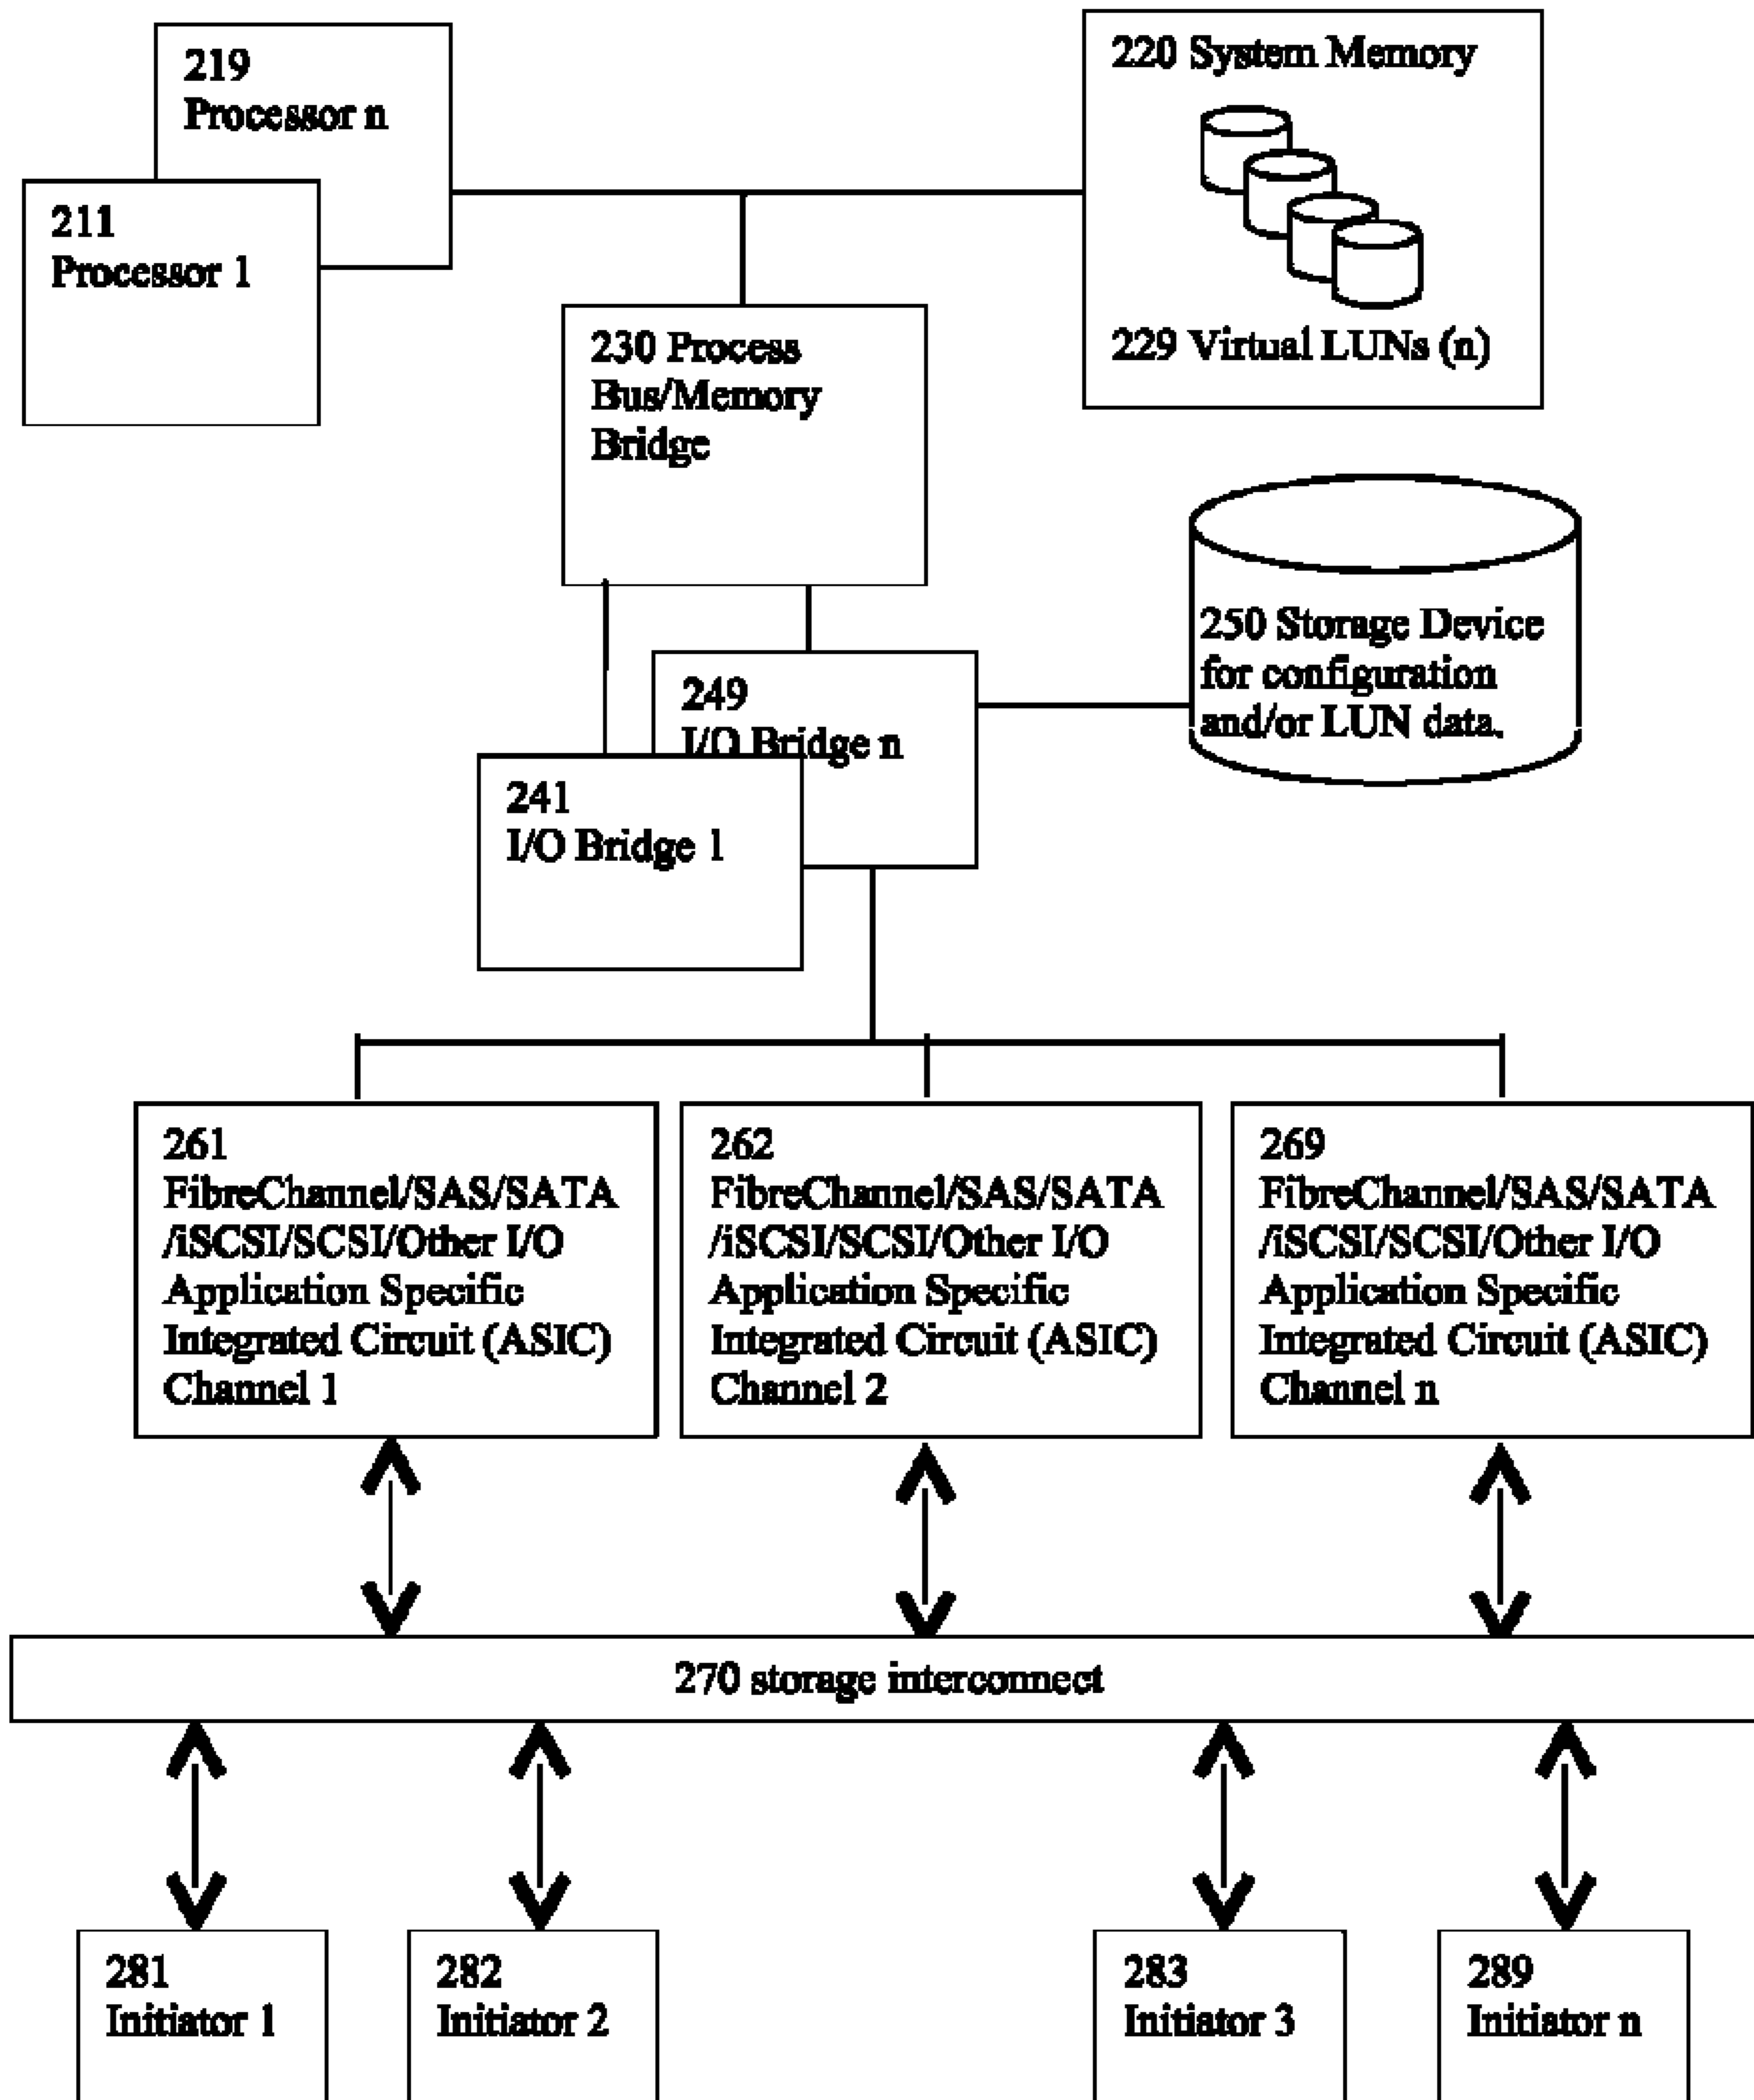 219
Processor n
211
Processor 1
220 System Memory
229 Virtual LUNs (n)
230 Process
Bus/Memory
Bridge
250 Storage Device
for configuration
and/or LUN data.
249
I/O Bridge n
241
I/O Bridge 1
261
FibreChannel/SAS/SATA
/iSCSI/SCSI/Other I/O
Application Specific
Integrated Circuit (ASIC)
Channel 1
262
FibreChannel/SAS/SATA
/iSCSI/SCSI/Other I/O
Application Specific
Integrated Circuit (ASIC)
Channel 2
269
FibreChannel/SAS/SATA
/iSCSI/SCSI/Other I/O
Application Specific
Integrated Circuit (ASIC)
Channel n
270 storage interconnect
281
Initiator 1
282
Initiator 2
283
Initiator 3
289
Initiator n